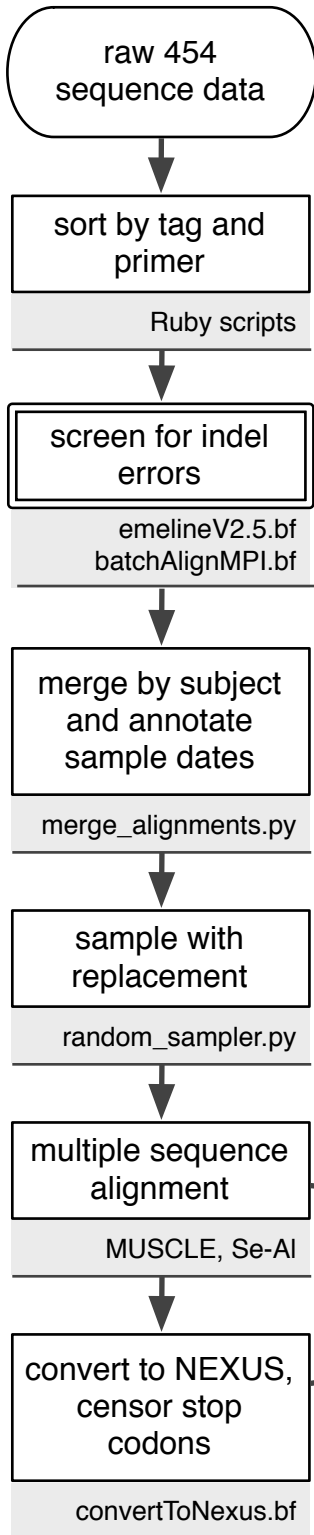 raw 454
sequence data
sort by tag and
primer
Ruby scripts
screen for indel
errors
emelineV2.5.bf
batchAlignMPI.bf
merge by subject
and annotate
sample dates
merge_alignments.py
sample with
replacement
random_sampler.py
multiple sequence
alignment
MUSCLE, Se-Al
convert to NEXUS,
censor stop
codons
convertToNexus.bf